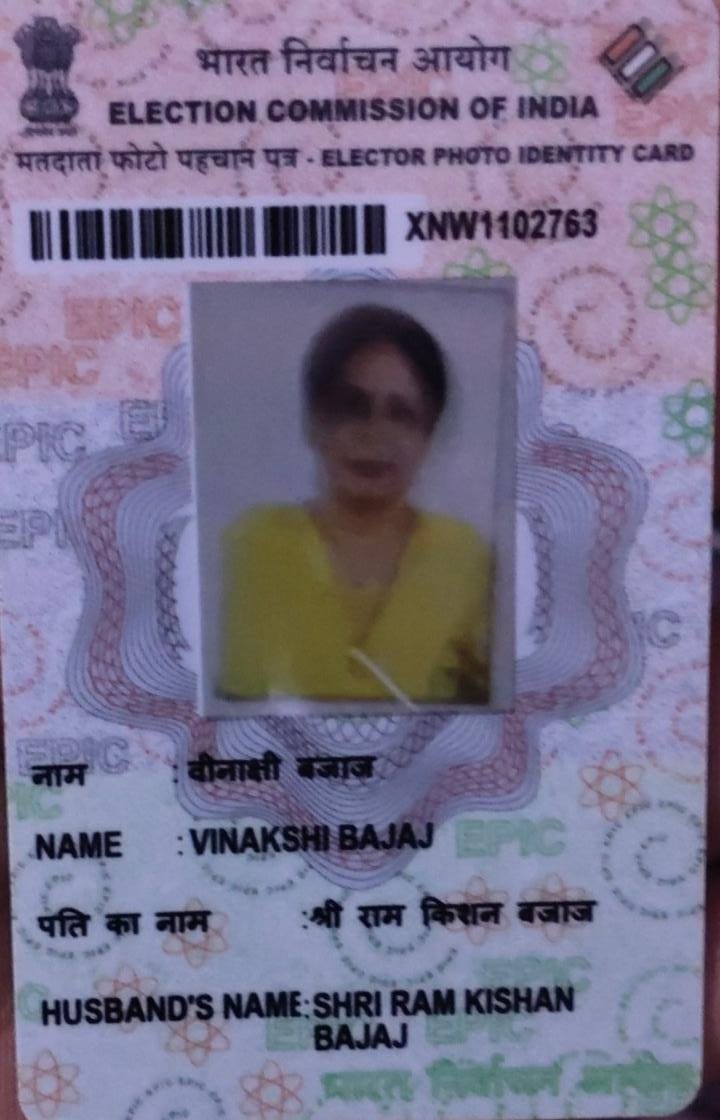 भारत निर्वाचन आयोग
ELECTION COMMISSION OF INDIA
मतदाता फोटो पहचान पत्र - ELECTOR PHOTO IDENTITY CARD
XNW1102763
EPIC
EPIC
EPIC
EPIC
नाम : वीनाक्षी बजाज
NAME : VINAKSHI BAJAJ
EPIC
पति का नाम :श्री राम किशन बजाज
HUSBAND'S NAME:SHRI RAM KISHAN
BAJAJ
भारत निर्वाचन आयोग